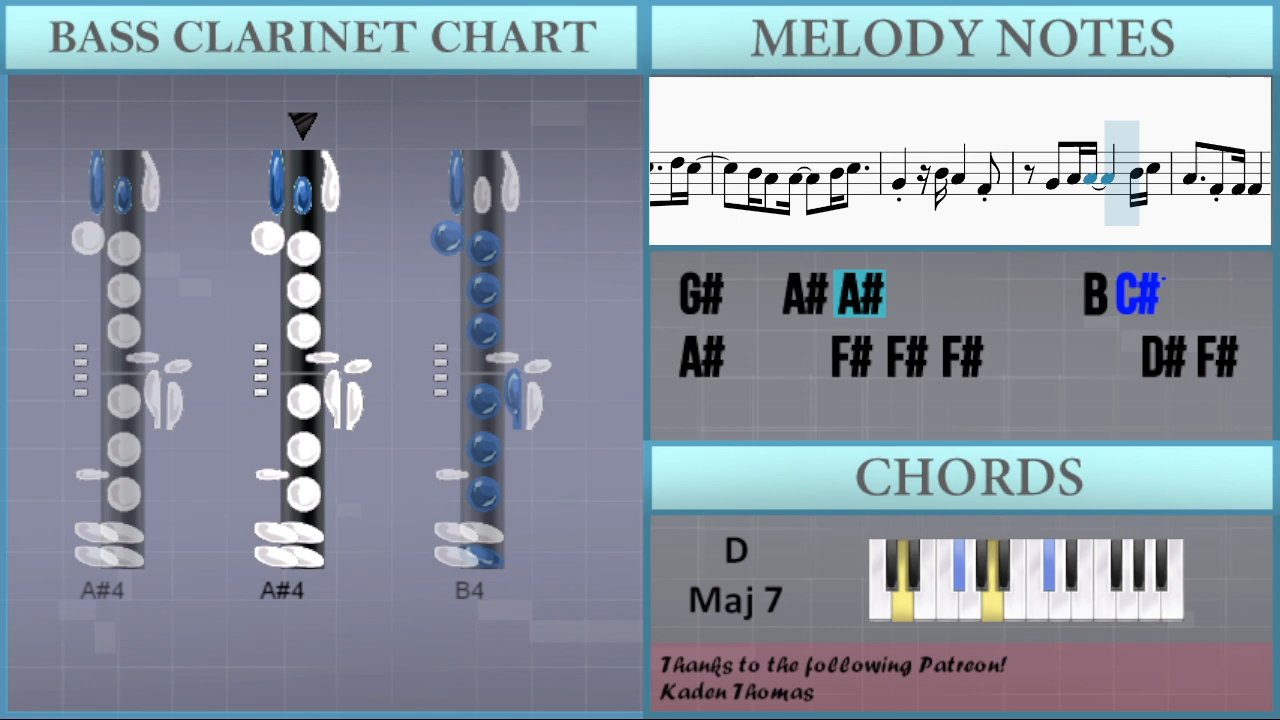 BASS CLARINET CHART
A#4 A#4 B4
MELODY NOTES
G# A# A# B C#-
A# F# F# F# D# F#
CHORDS
D
Maj 7
Thanks to the following Patreon!
Kaden Thomas